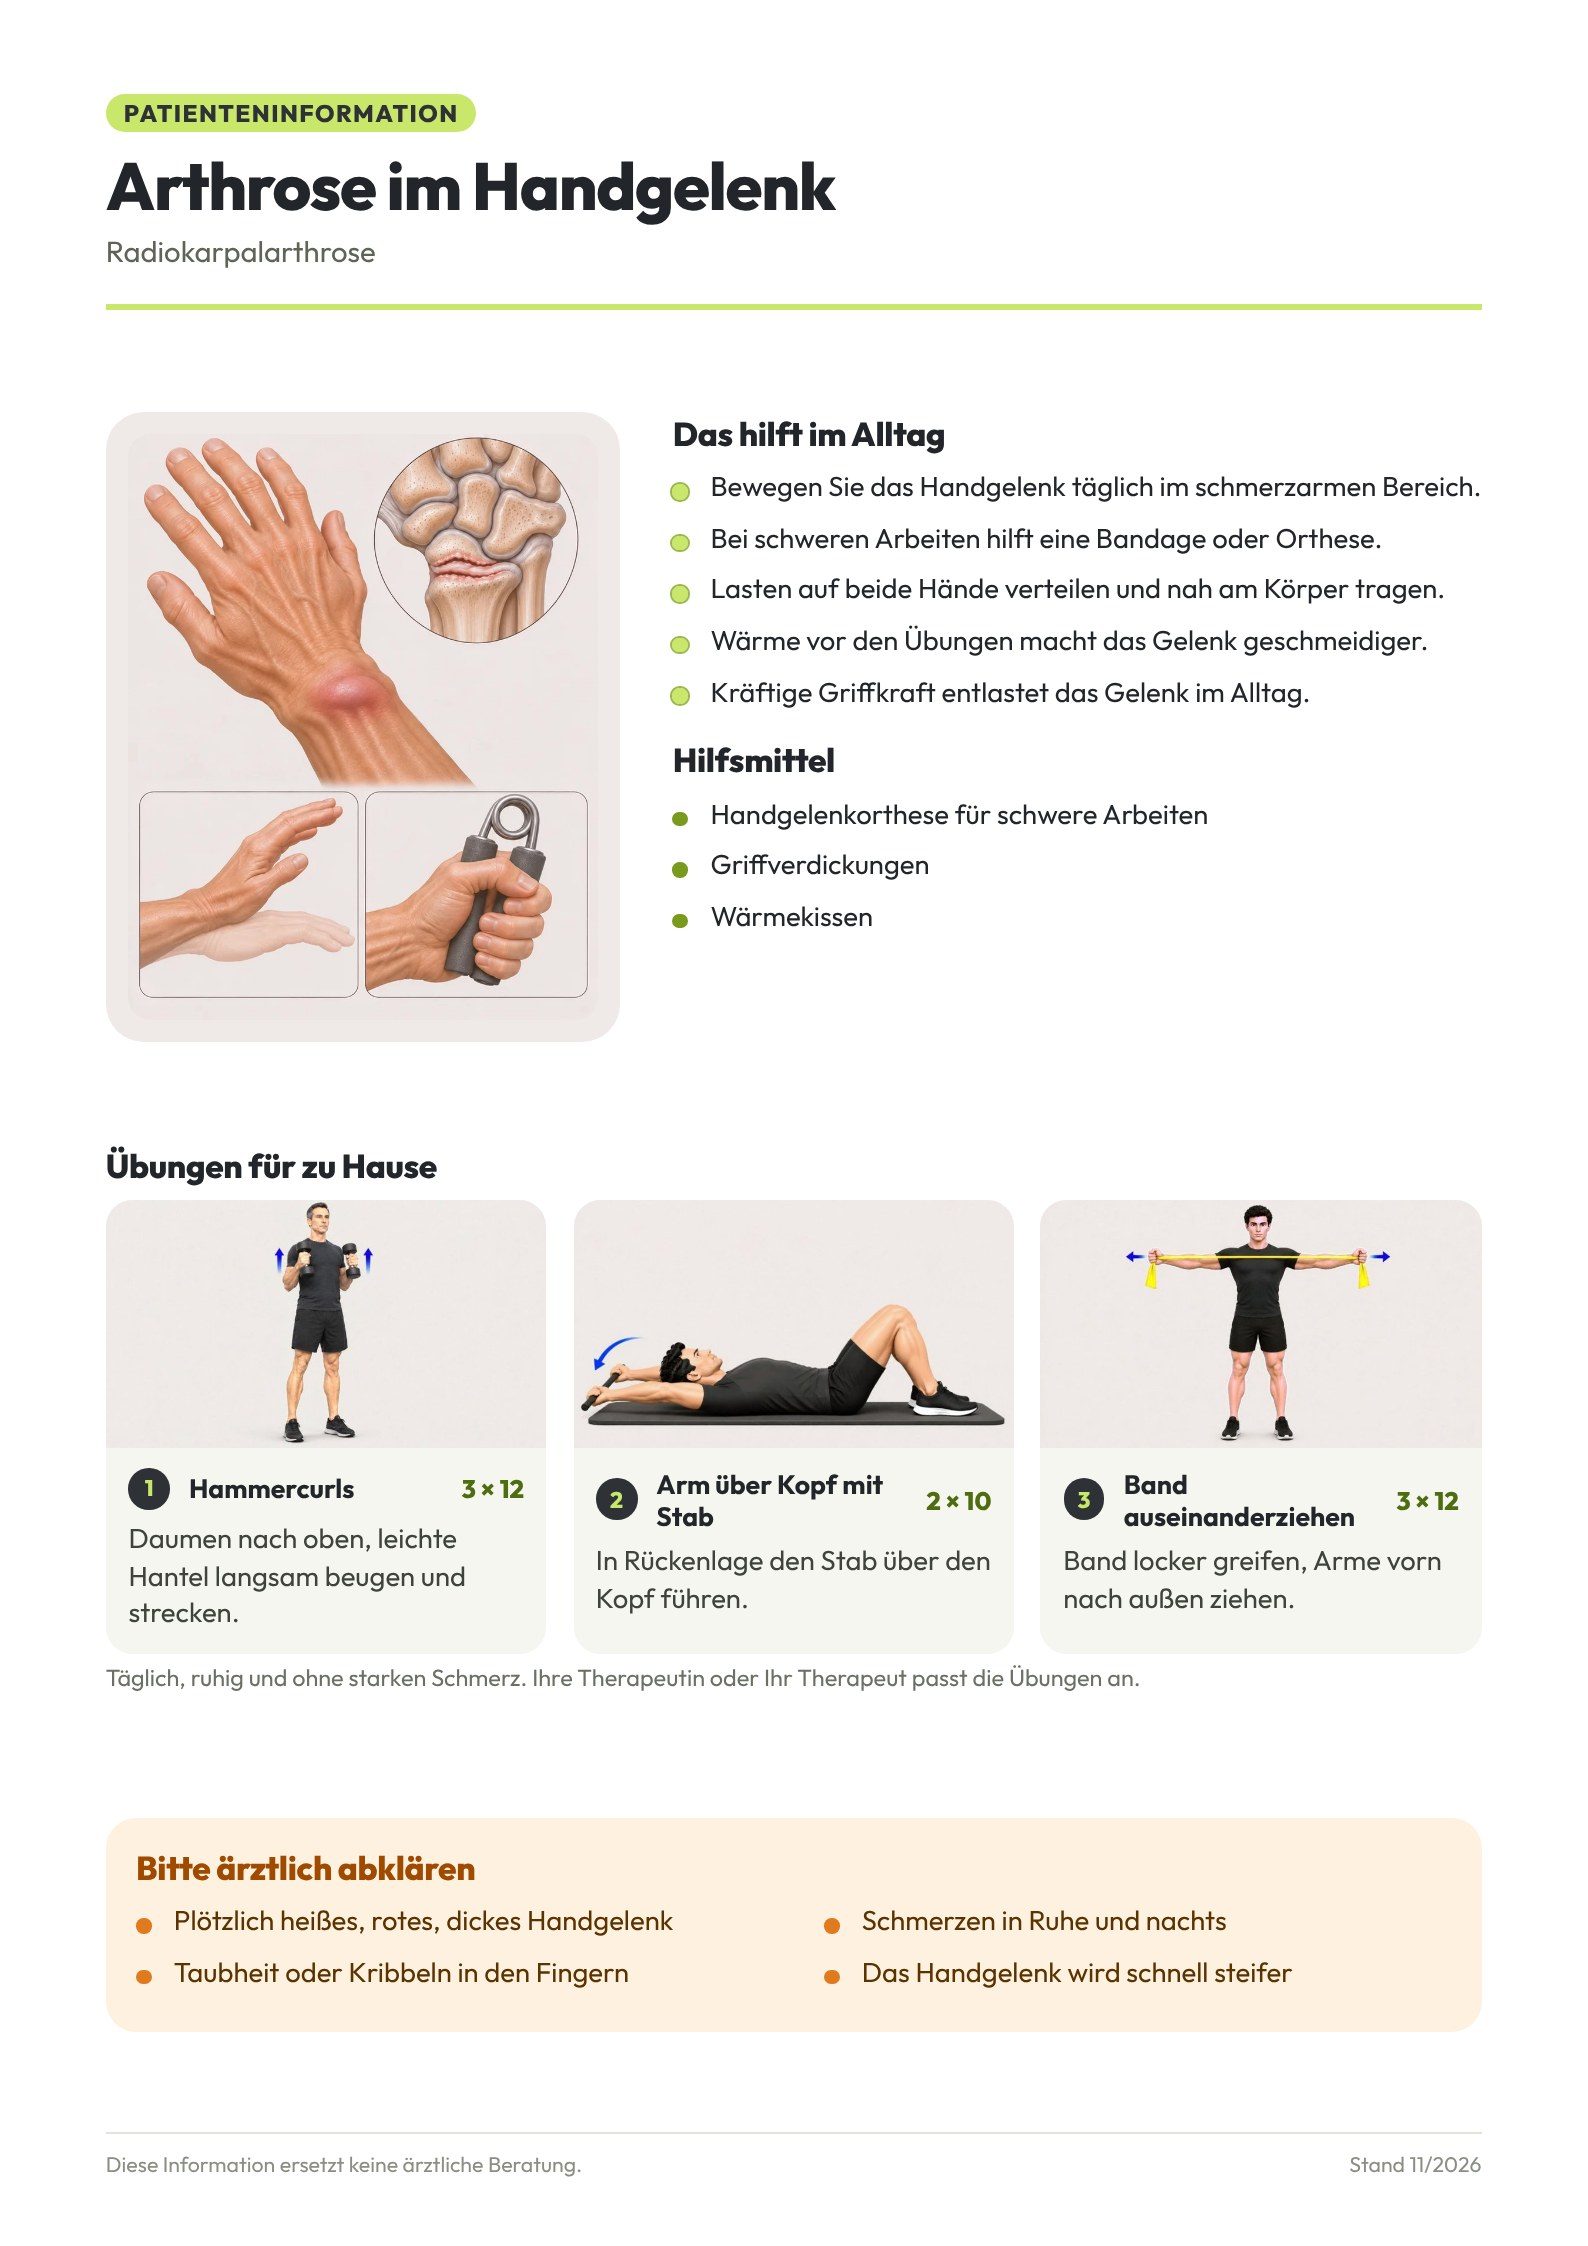 PATIENTENINFORMATION
Arthrose im Handgelenk
Radiokarpalarthrose
Das hilft im Alltag
Bewegen Sie das Handgelenk täglich im schmerzarmen Bereich.
Bei schweren Arbeiten hilft eine Bandage oder Orthese.
Lasten auf beide Hände verteilen und nah am Körper tragen.
Wärme vor den Übungen macht das Gelenk geschmeidiger.
Kräftige Griffkraft entlastet das Gelenk im Alltag.
Hilfsmittel
Handgelenkorthese für schwere Arbeiten
Griffverdickungen
Wärmekissen
Übungen für zu Hause
1 Hammercurls 3 × 12
Daumen nach oben, leichte
Hantel langsam beugen und
strecken.
2 Arm über Kopf mit
Stab 2 × 10
In Rückenlage den Stab über den
Kopf führen.
3 Band
auseinanderziehen 3 × 12
Band locker greifen, Arme vorn
nach außen ziehen.
Täglich, ruhig und ohne starken Schmerz. Ihre Therapeutin oder Ihr Therapeut passt die Übungen an.
Bitte ärztlich abklären
Plötzlich heißes, rotes, dickes Handgelenk
Taubheit oder Kribbeln in den Fingern
Schmerzen in Ruhe und nachts
Das Handgelenk wird schnell steifer
Diese Information ersetzt keine ärztliche Beratung.
Stand 11/2026